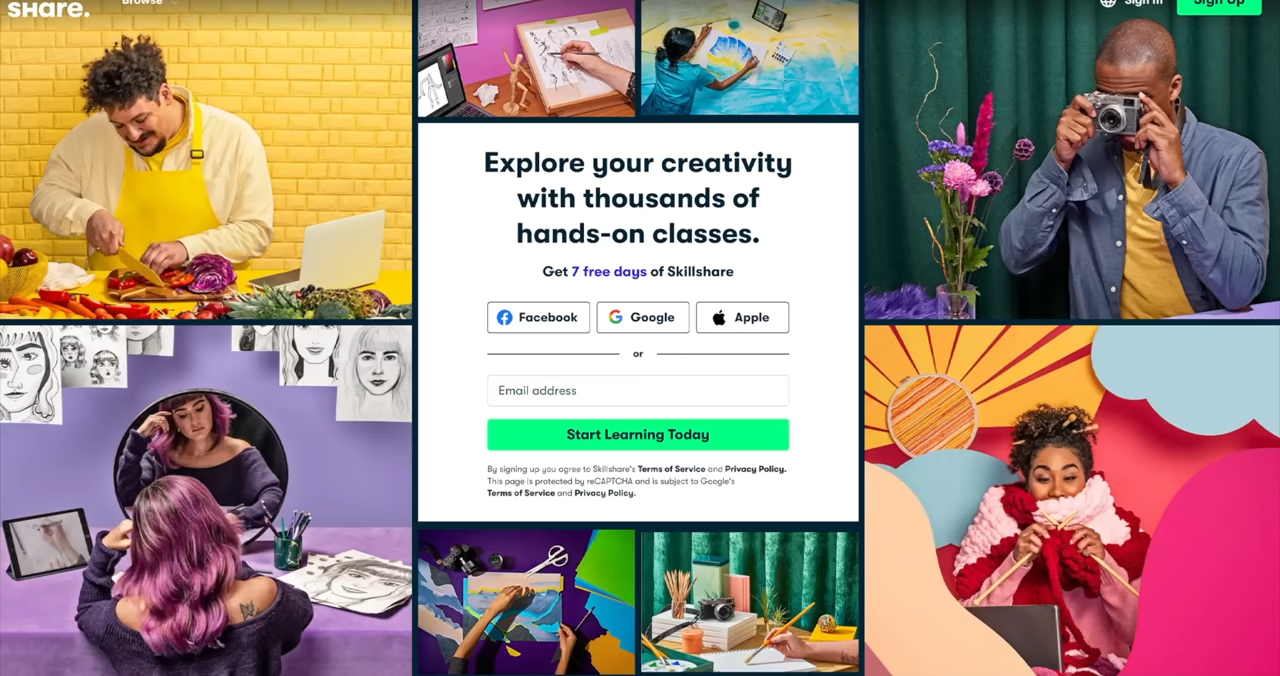 SHARE.
Browse
Sign In
Sign Up
Explore your creativity
with thousands of
hands-on classes.
Get 7 free days of Skillshare
Facebook
Google
Apple
or
Email address
Start Learning Today
By signing up you agree to Skillshare's Terms of Service and Privacy Policy.
This page is protected by reCAPTCHA and is subject to Google's
Terms of Service and Privacy Policy.